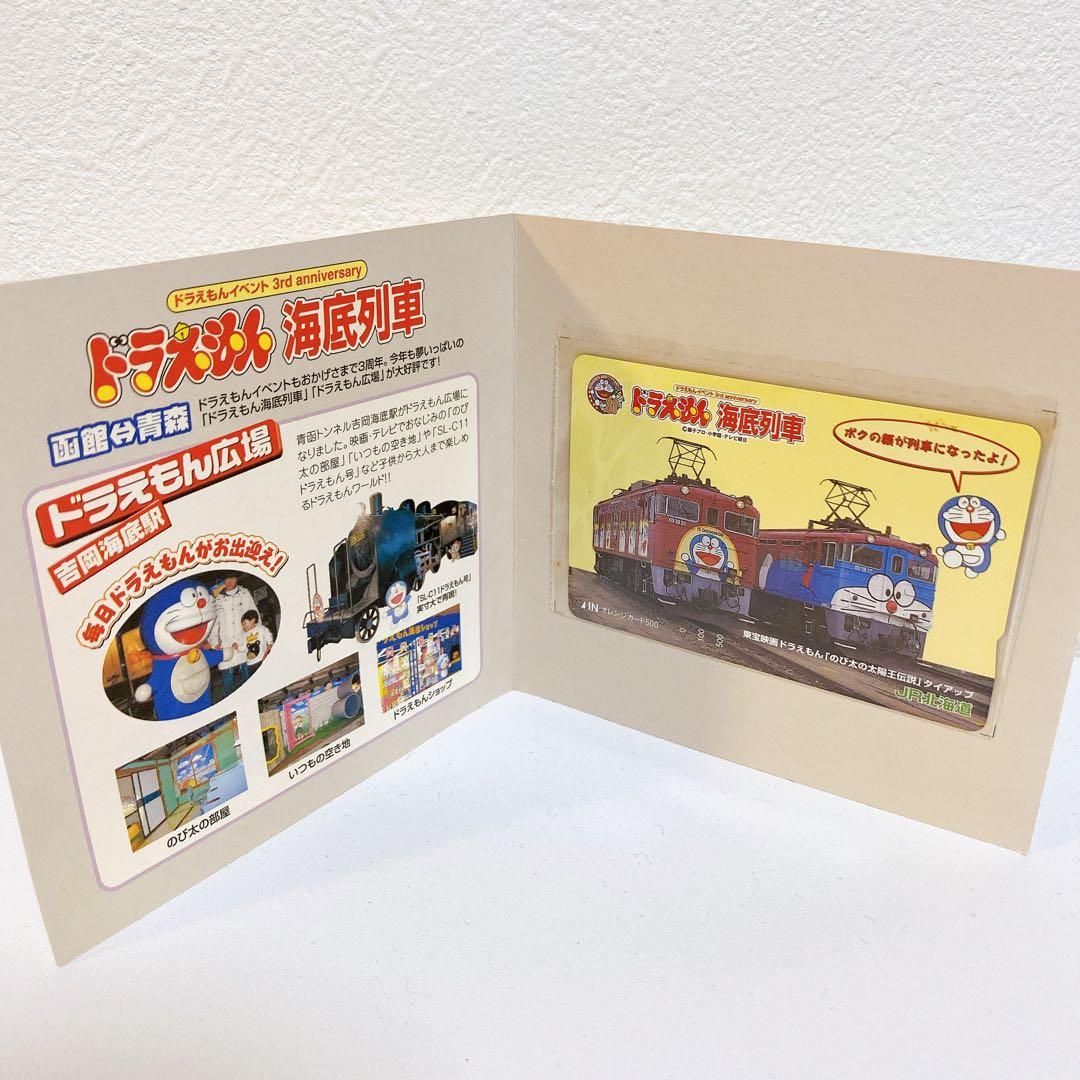 ドラえもんイベント 3rd anniversary
ドラえもん 海底列車
函館⇔青森
ドラえもんイベントもおかげさまで3周年。今年も夢いっぱいの
「ドラえもん海底列車」「ドラえもん広場」が大好評です!
ドラえもん広場
吉岡海底駅
青函トンネル吉岡海底駅がドラえもん広場に
なりました。映画・テレビでおなじみの「のび
太の部屋」「いつもの空き地」や「SL-C11
ドラえもん号」など子供から大人まで楽しめ
るドラえもんワールド!!
毎日ドラえもんがお出迎え!
「SL-C11ドラえもん号」
実寸大で再現!
ドラえもんショップ
いつもの空き地
のび太の部屋
ドラえもんイベント 3rd anniversary
ドラえもん 海底列車
©藤子プロ・小学館・テレビ朝日
ボクの顔が列車になったよ!
IN オレンジカード500
0 100 500
東宝映画ドラえもん「のび太の太陽王伝説」タイアップ
JR北海道